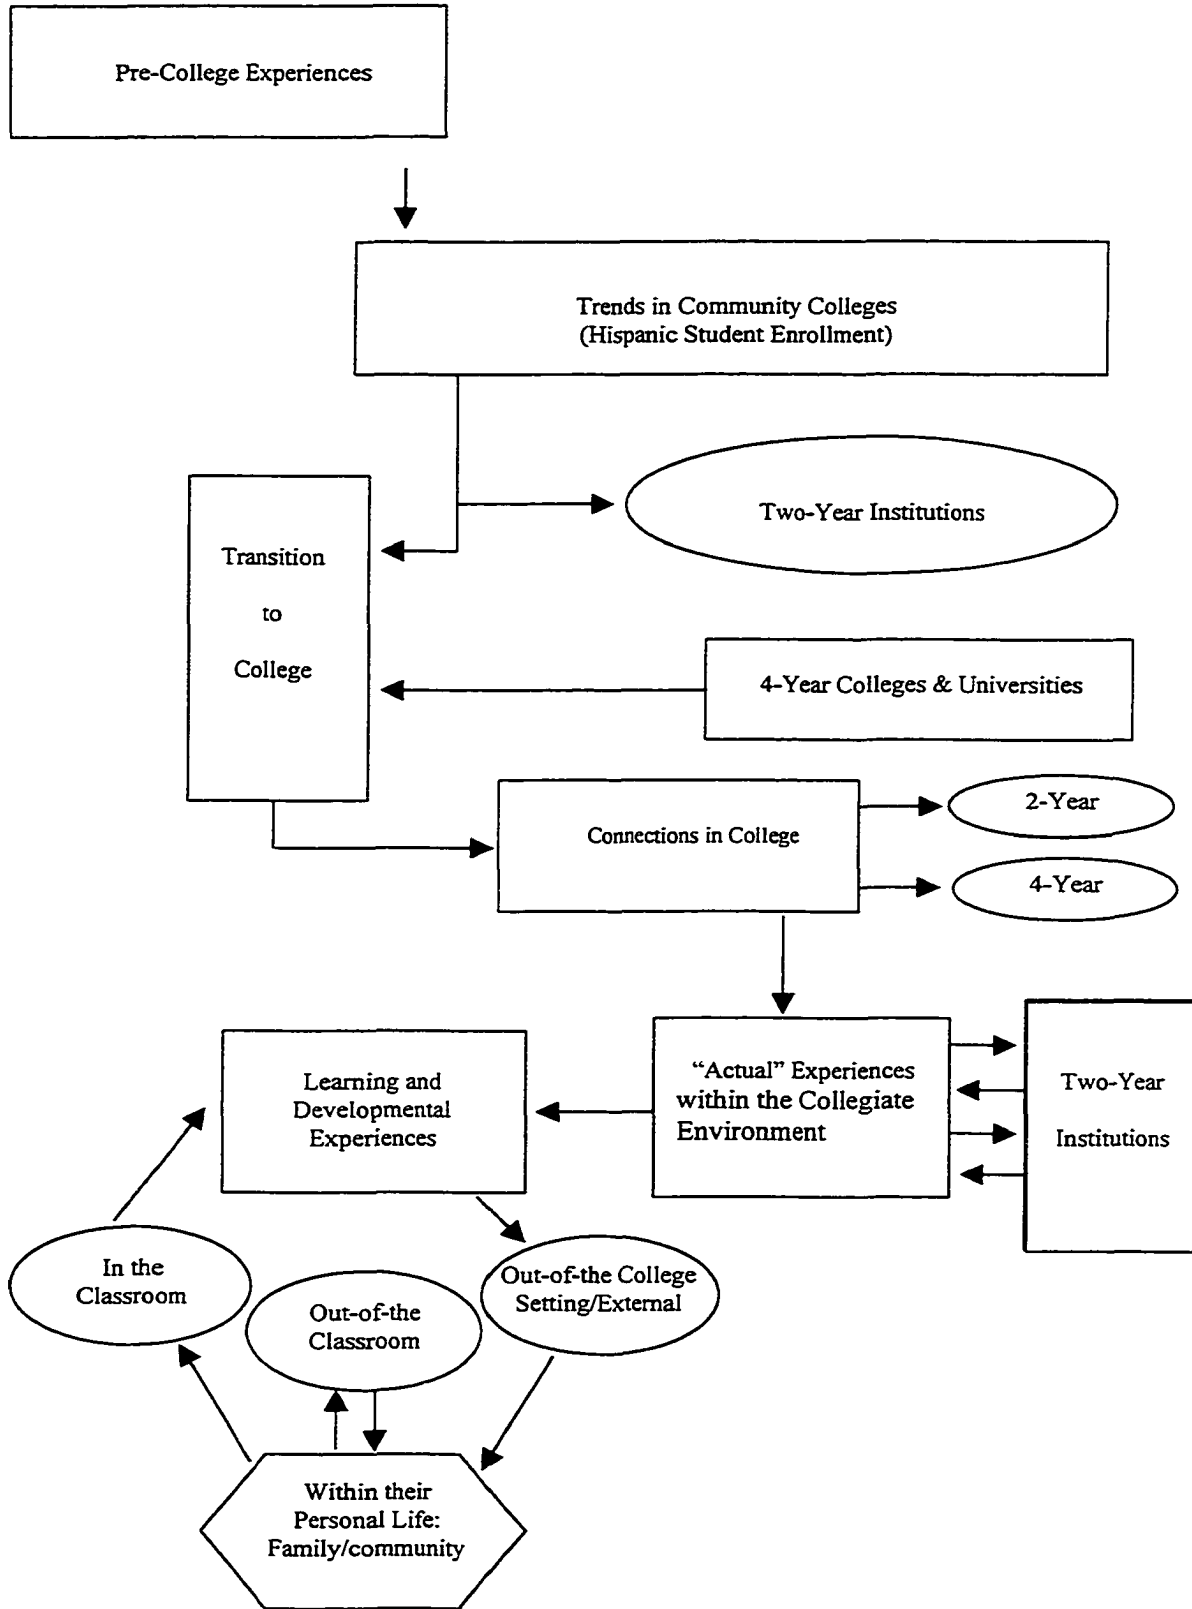 Pre-College Experiences
Trends in Community Colleges
(Hispanic Student Enrollment)
Two-Year Institutions
Transition
to
College
4-Year Colleges & Universities
Connections in College
2-Year
4-Year
“Actual” Experiences
within the Collegiate
Environment
Two-Year
Institutions
Learning and
Developmental
Experiences
In the
Classroom
Out-of-the
Classroom
Out-of-the College
Setting/External
Within their
Personal Life:
Family/community